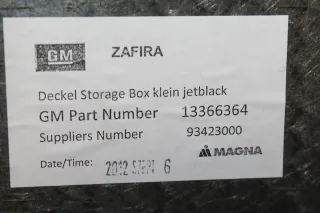 GM ZAFIRA
Deckel Storage Box klein jetblack
GM Part Number 13366364
Suppliers Number 93423000
MAGNA
Date/Time: 2012 SEPT 6